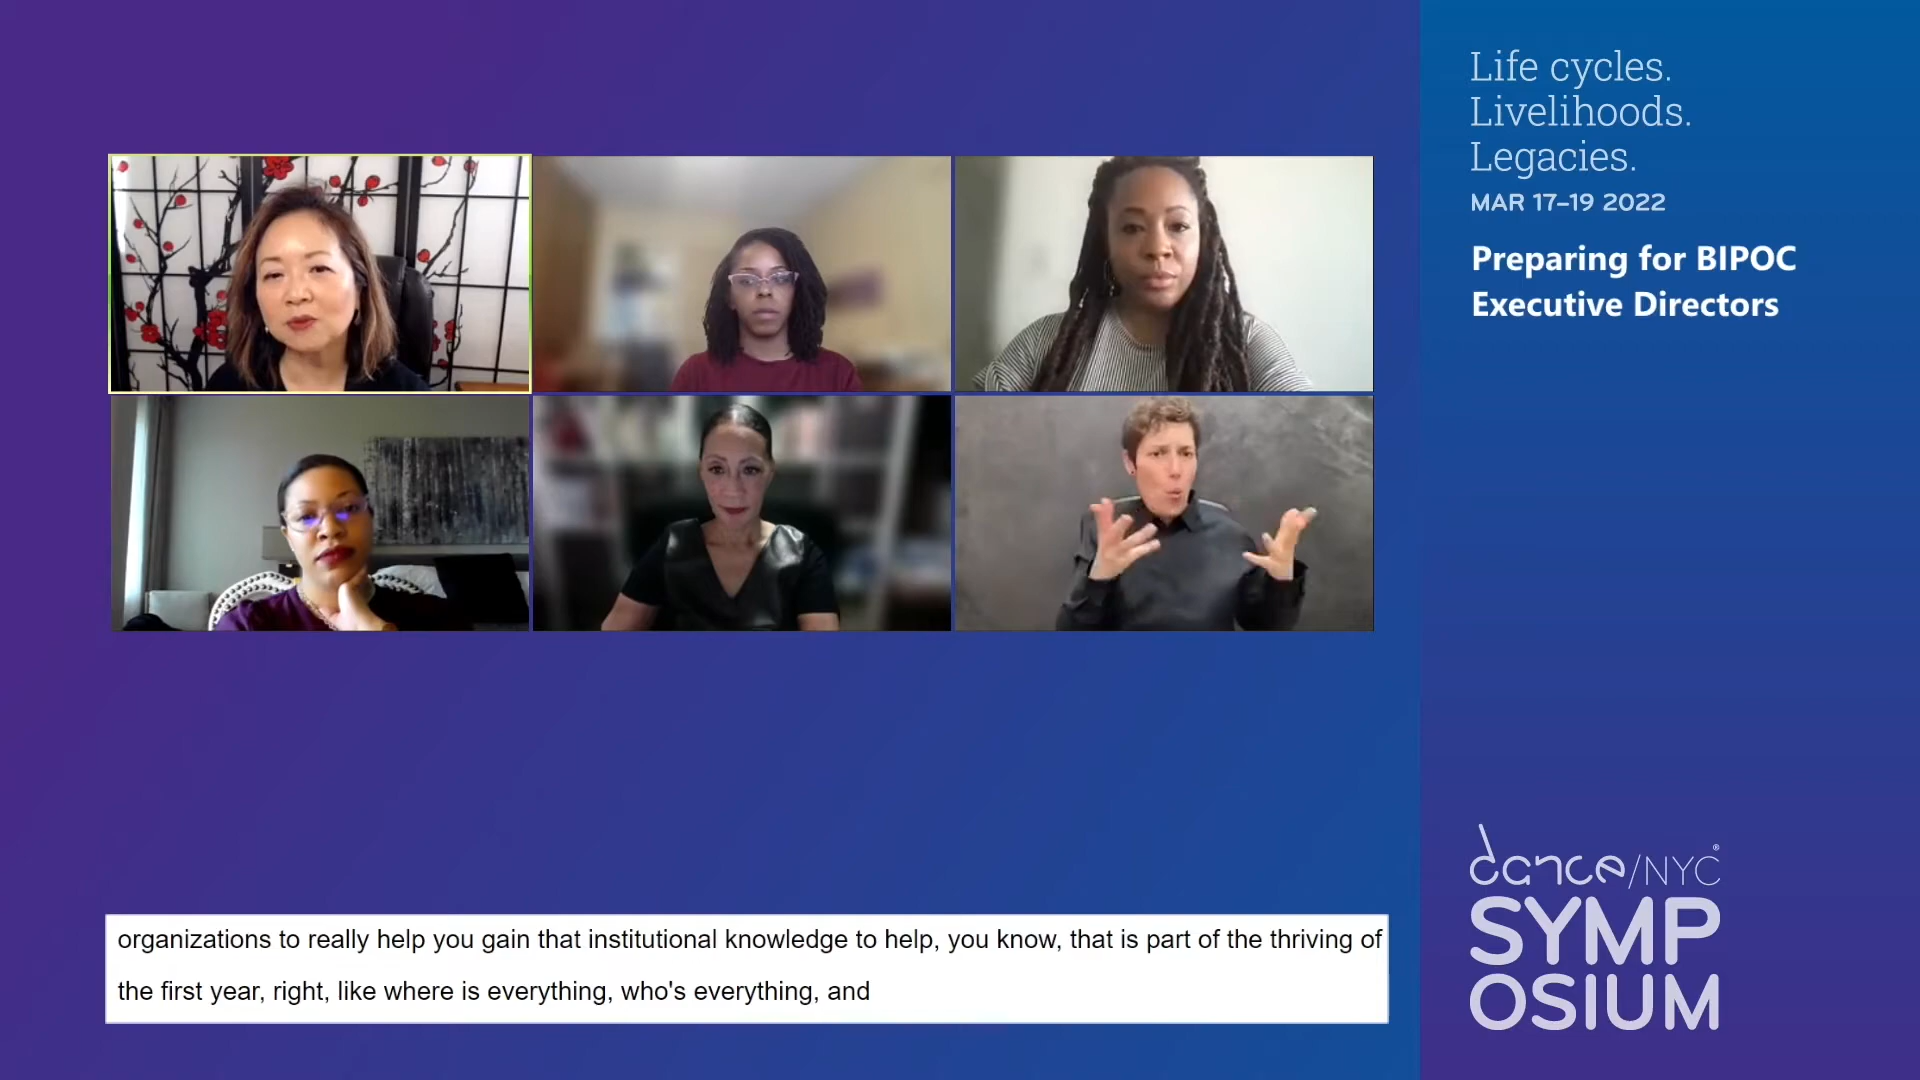 Life cycles.
Livelihoods.
Legacies.
MAR 17–19 2022
Preparing for BIPOC
Executive Directors
organizations to really help you gain that institutional knowledge to help, you know, that is part of the thriving of
the first year, right, like where is everything, who's everything, and
dance/NYC®
SYMP
OSIUM